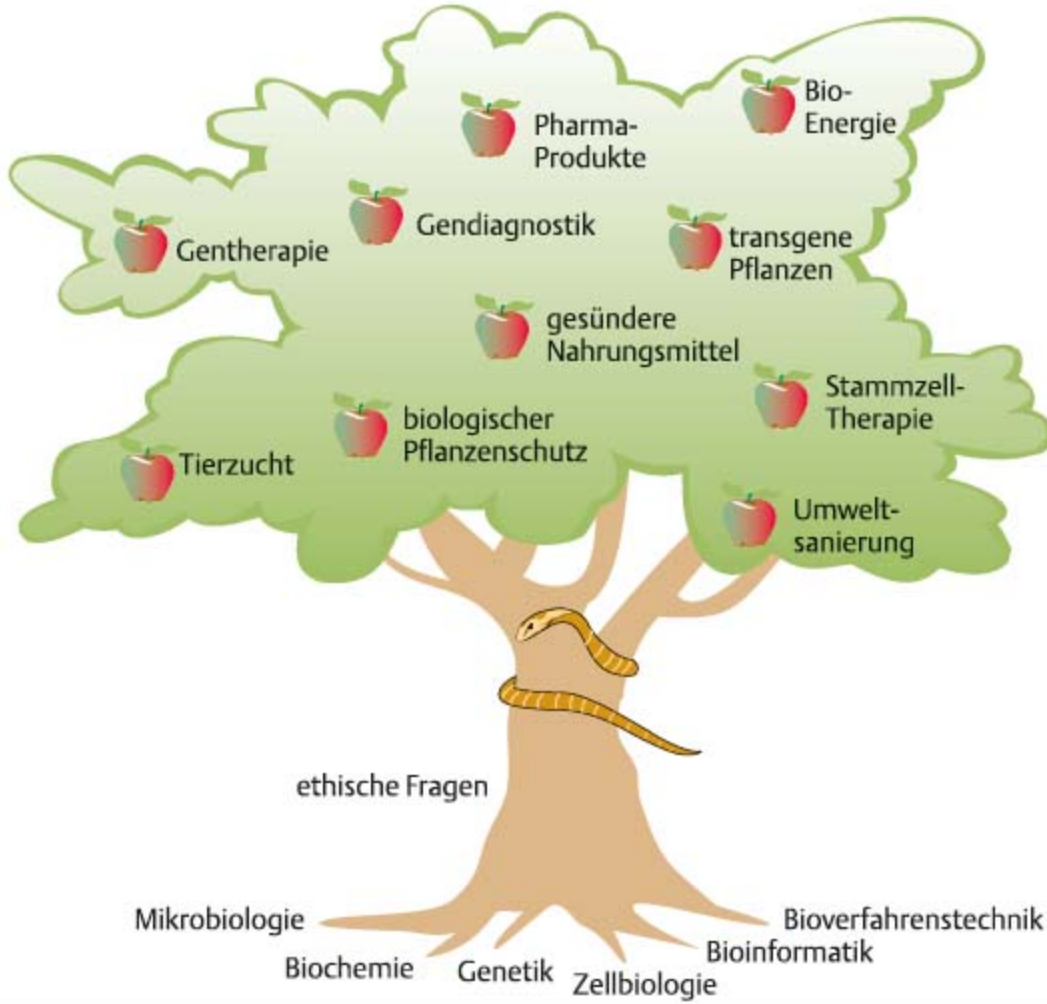 Bio-
Energie
Pharma-
Produkte
Gendiagnostik
Gentherapie
transgene
Pflanzen
gesündere
Nahrungsmittel
Stammzell-
Therapie
biologischer
Pflanzenschutz
Tierzucht
Umwelt-
sanierung
ethische Fragen
Mikrobiologie
Biochemie
Genetik
Zellbiologie
Bioinformatik
Bioverfahrenstechnik